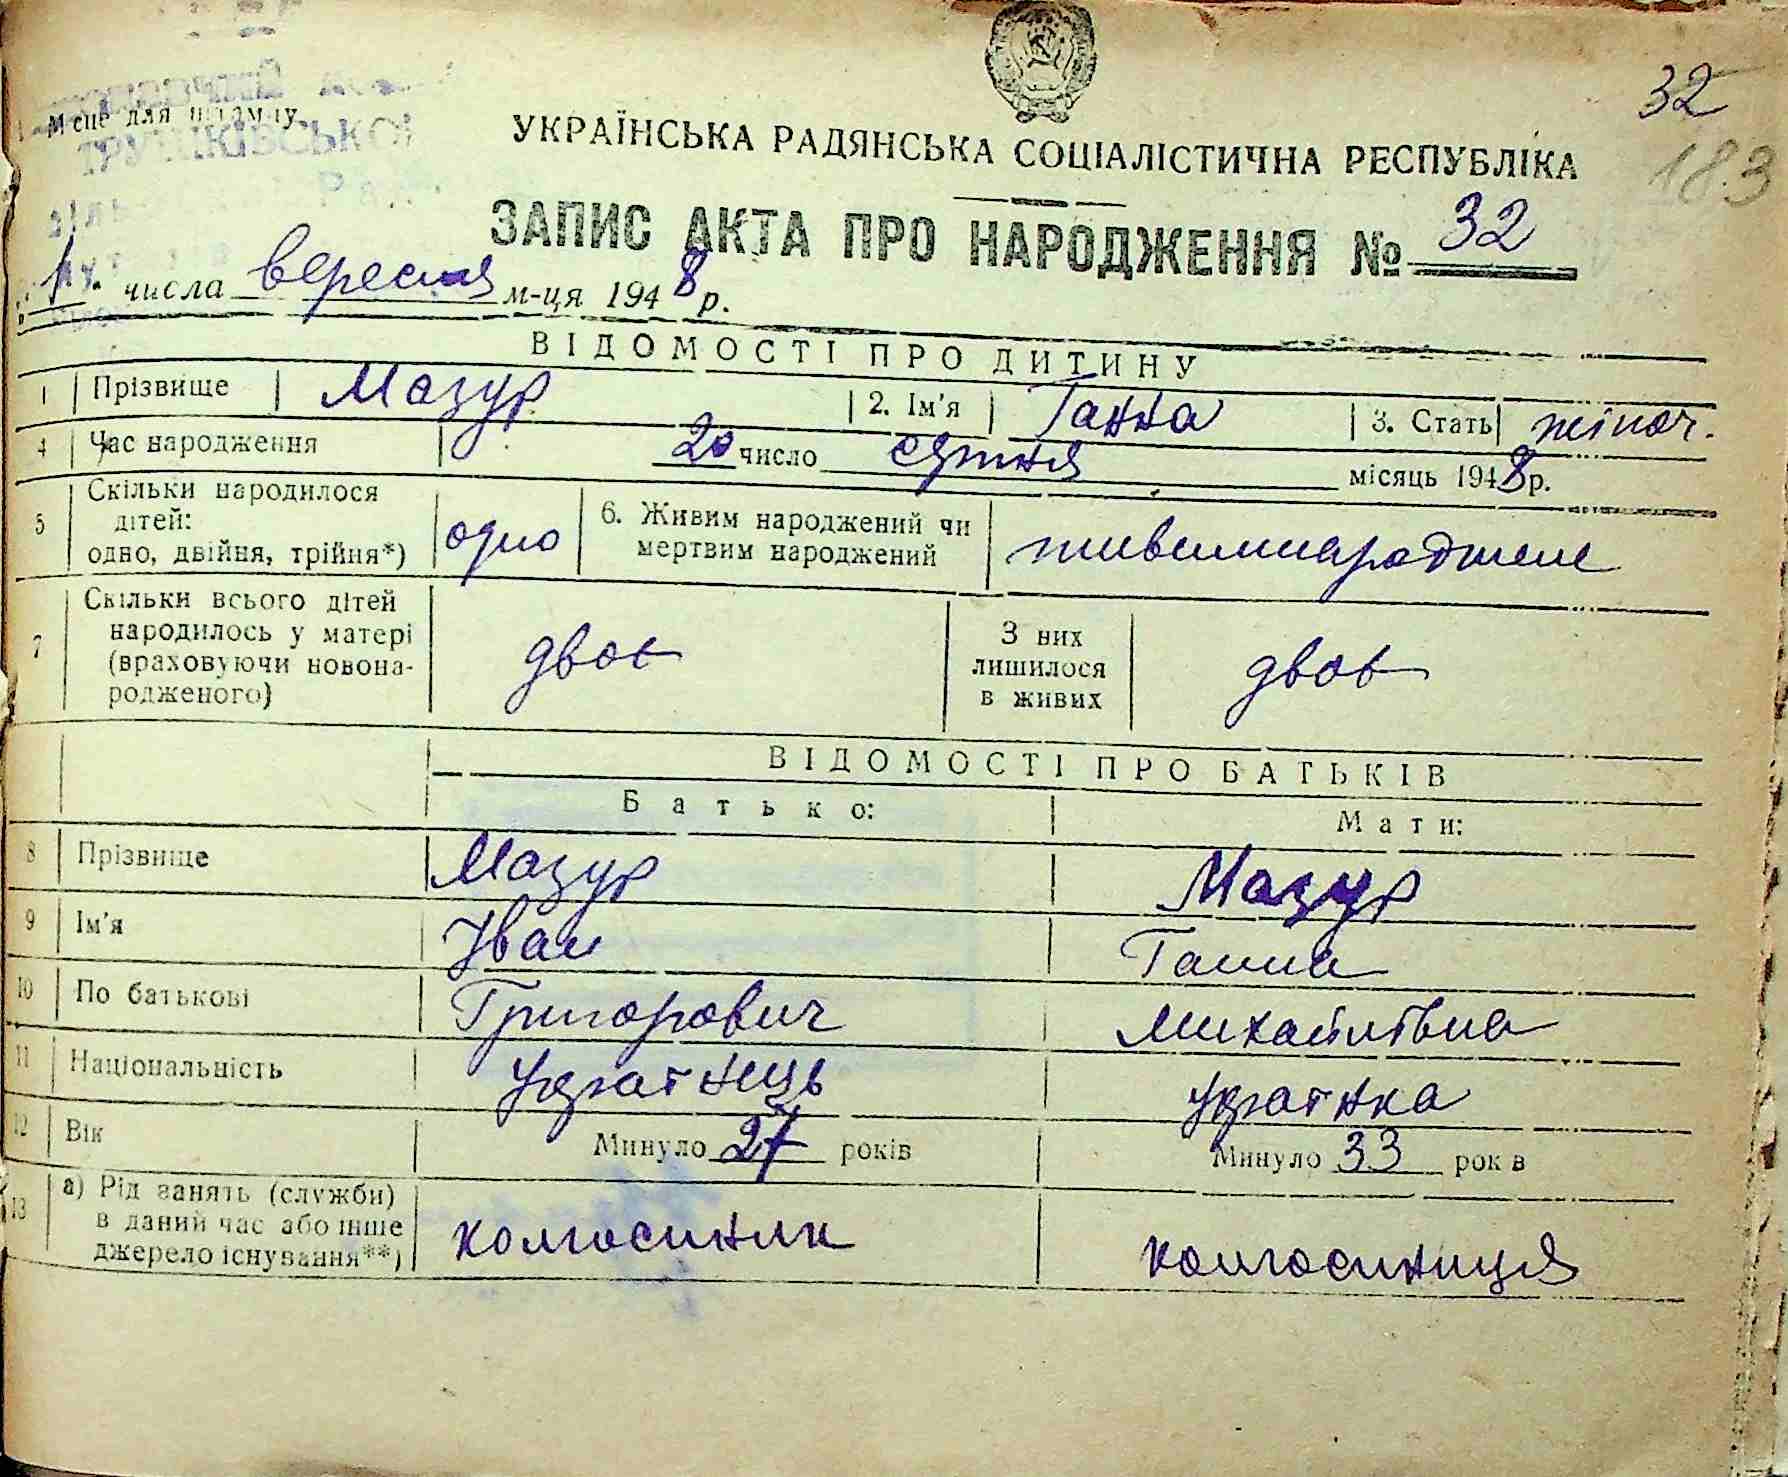 32
183
Місце для штампу
ТРУШКІВСЬКОЇ
УКРАЇНСЬКА РАДЯНСЬКА СОЦІАЛІСТИЧНА РЕСПУБЛІКА
ЗАПИС АКТА ПРО НАРОДЖЕННЯ № 32
1 числа вересня м-ця 1948 р.
ВІДОМОСТІ ПРО ДИТИНУ
1 Прізвище Мазур 2. Ім'я Ганна 3. Стать жіноч.
4 Час народження 20 число серпня місяць 1948 р.
5 Скільки народилося дітей: одно, двійня, трійня*) одно 6. Живим народжений чи мертвим народжений живимнароджене
7 Скільки всього дітей народилось у матері (враховуючи новонародженого) двоє З них лишилося в живих двоє
ВІДОМОСТІ ПРО БАТЬКІВ
Батько: Мати:
8 Прізвище Мазур Мазур
9 Ім'я Іван Ганна
10 По батькові Григорович Михайлівна
11 Національність українець українка
12 Вік Минуло 27 років Минуло 33 років
13 а) Рід занять (служби) в даний час або інше джерело існування**) колгоспник колгоспниця